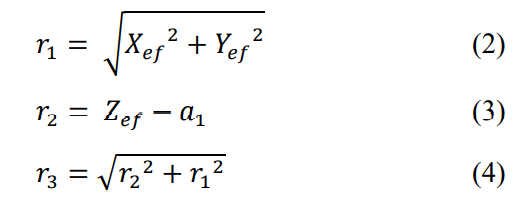 r₁ = √(X_ef² + Y_ef²) (2)
r₂ = Z_ef − a₁ (3)
r₃ = √(r₂² + r₁²) (4)